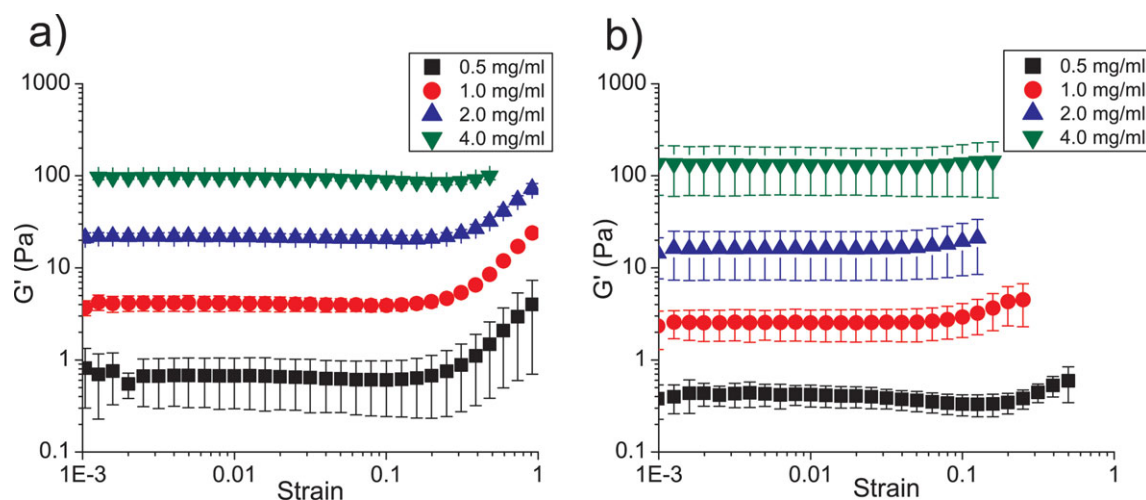 a)
0.5 mg/ml
1.0 mg/ml
2.0 mg/ml
4.0 mg/ml
1000
100
10
1
0.1
G' (Pa)
1E-3
0.01
0.1
1
Strain
b)
0.5 mg/ml
1.0 mg/ml
2.0 mg/ml
4.0 mg/ml
1000
100
10
1
0.1
G' (Pa)
1E-3
0.01
0.1
1
Strain